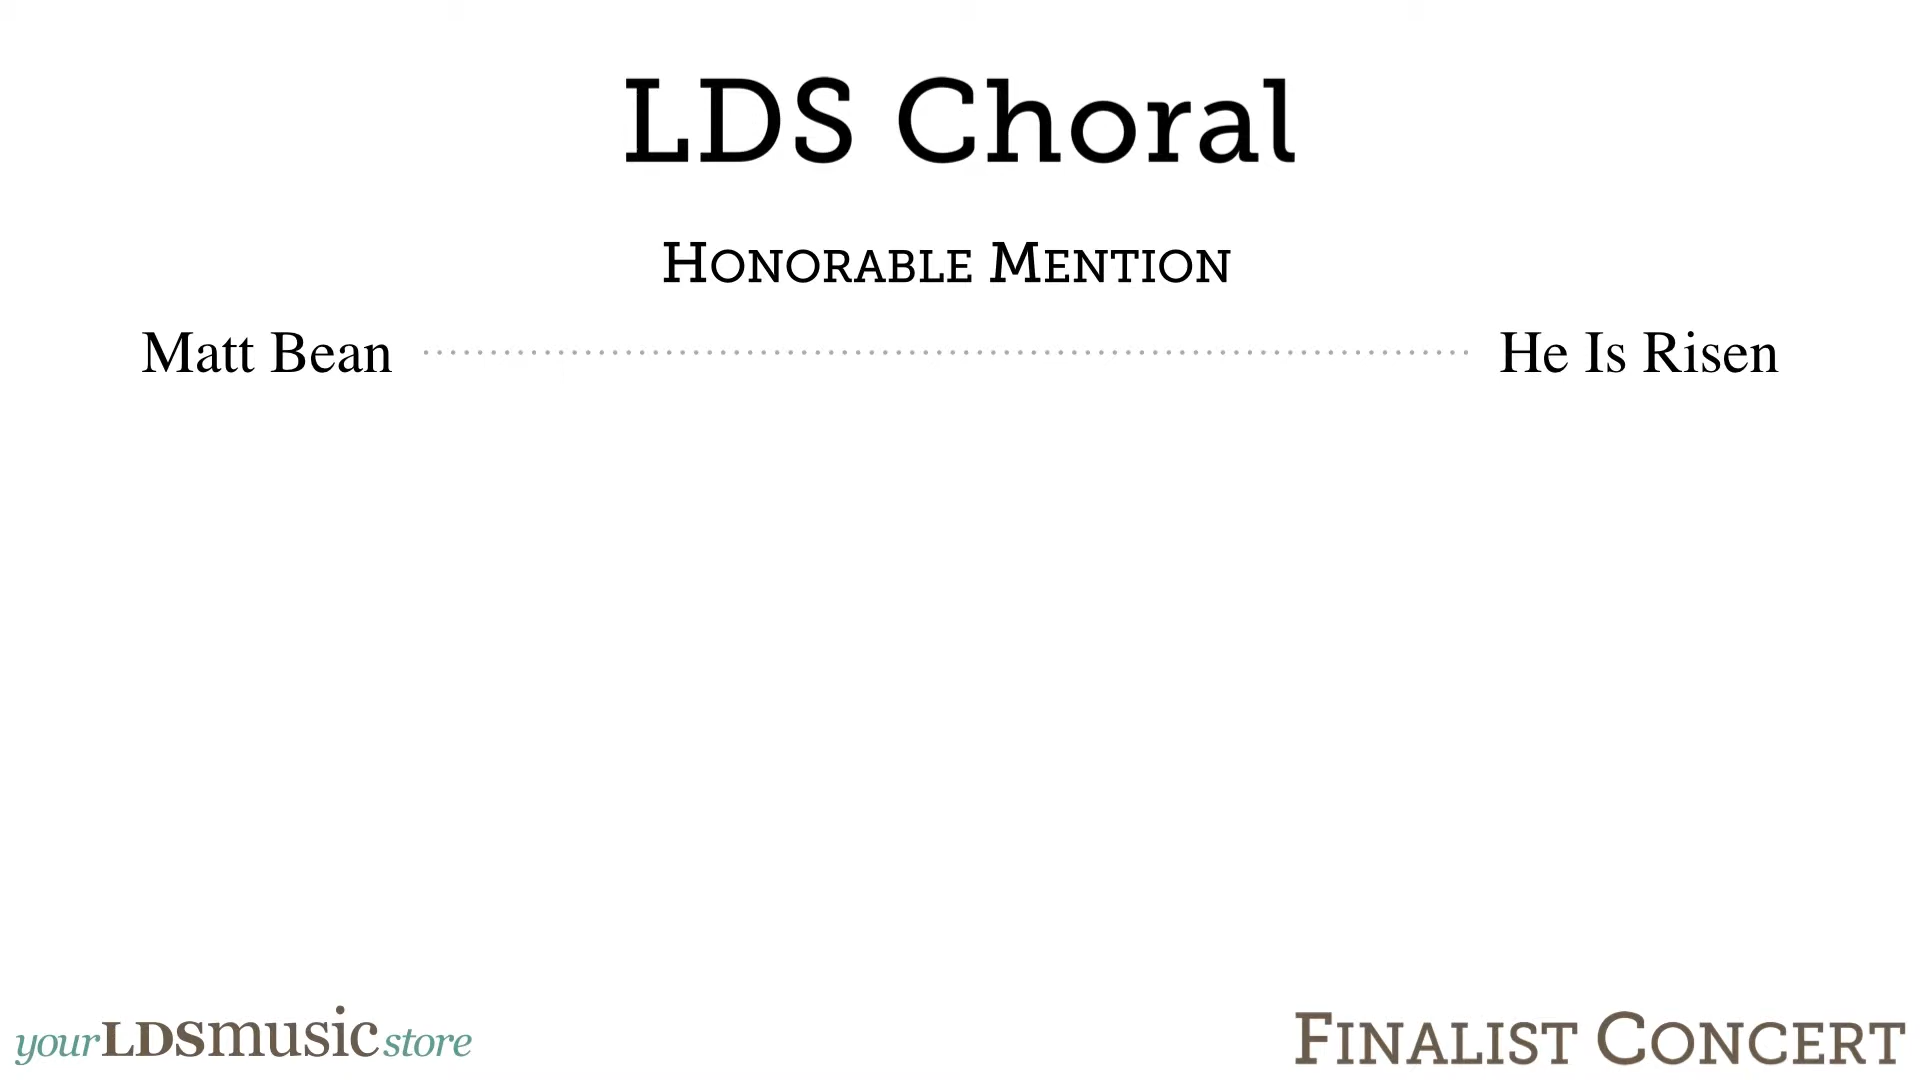 LDS Choral
Honorable Mention
Matt Bean ........................................................................ He Is Risen
yourLDSmusicstore
Finalist Concert